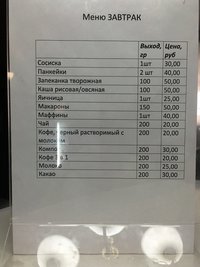 Меню ЗАВТРАК
Выход, гр Цена, руб
Сосиска 1шт 30,00
Панкейки 2 шт 40,00
Запеканка творожная 100 50,00
Каша рисовая/овсяная 100 50,00
Яичница 1шт 25,00
Макароны 150 50,00
Маффины 1шт 40,00
Чай 200 20,00
Кофе, черный растворимый с 200 20,00
молоком
Компот 200 30,00
Кофе 3 в 1 200 20,00
Молоко 200 25,00
Какао 200 30,00